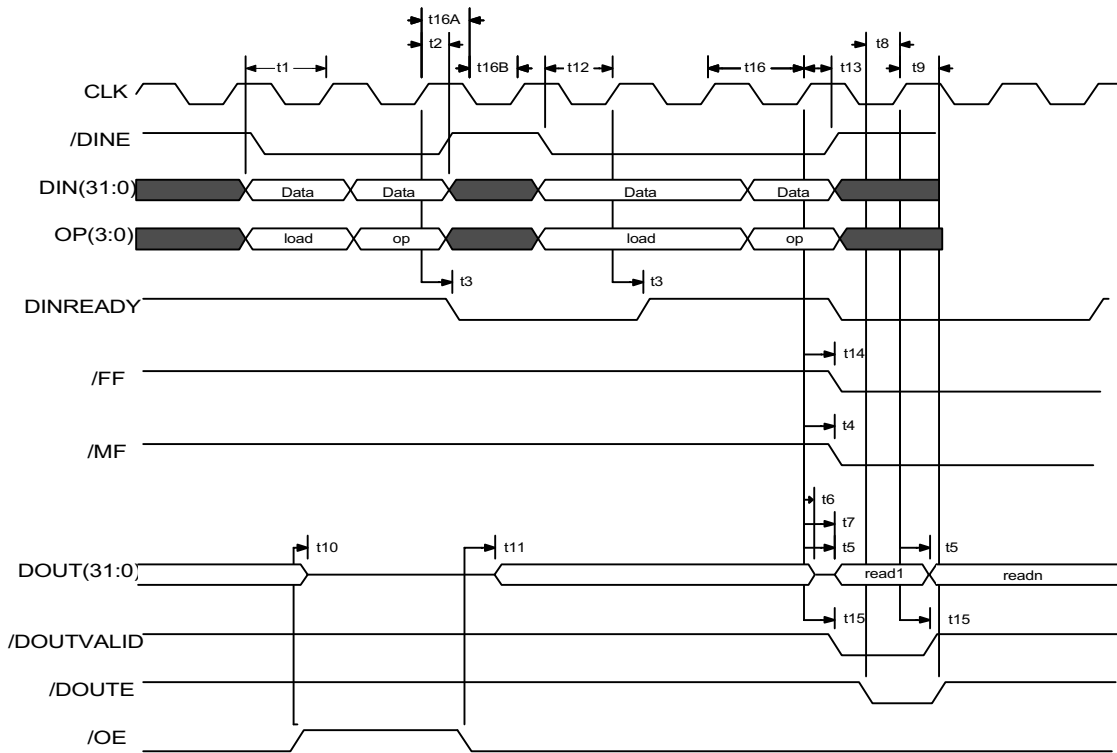 t16A
t2
t8
t1
t16B
t12
t16
t13
t9
CLK
/DINE
DIN(31:0)
Data
Data
Data
Data
OP(3:0)
load
op
load
op
t3
t3
DINREADY
t14
/FF
t4
/MF
t6
t7
t10
t11
t5
t5
DOUT(31:0)
read1
readn
t15
t15
/DOUTVALID
/DOUTE
/OE